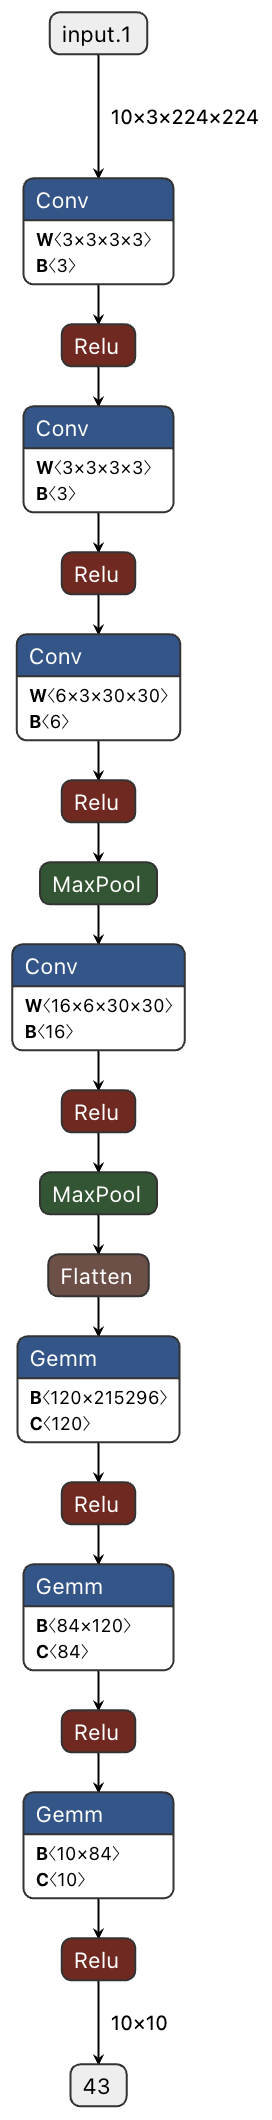 input.1
10×3×224×224
Conv
W〈3×3×3×3〉
B〈3〉
Relu
Conv
W〈3×3×3×3〉
B〈3〉
Relu
Conv
W〈6×3×30×30〉
B〈6〉
Relu
MaxPool
Conv
W〈16×6×30×30〉
B〈16〉
Relu
MaxPool
Flatten
Gemm
B〈120×215296〉
C〈120〉
Relu
Gemm
B〈84×120〉
C〈84〉
Relu
Gemm
B〈10×84〉
C〈10〉
Relu
10×10
43